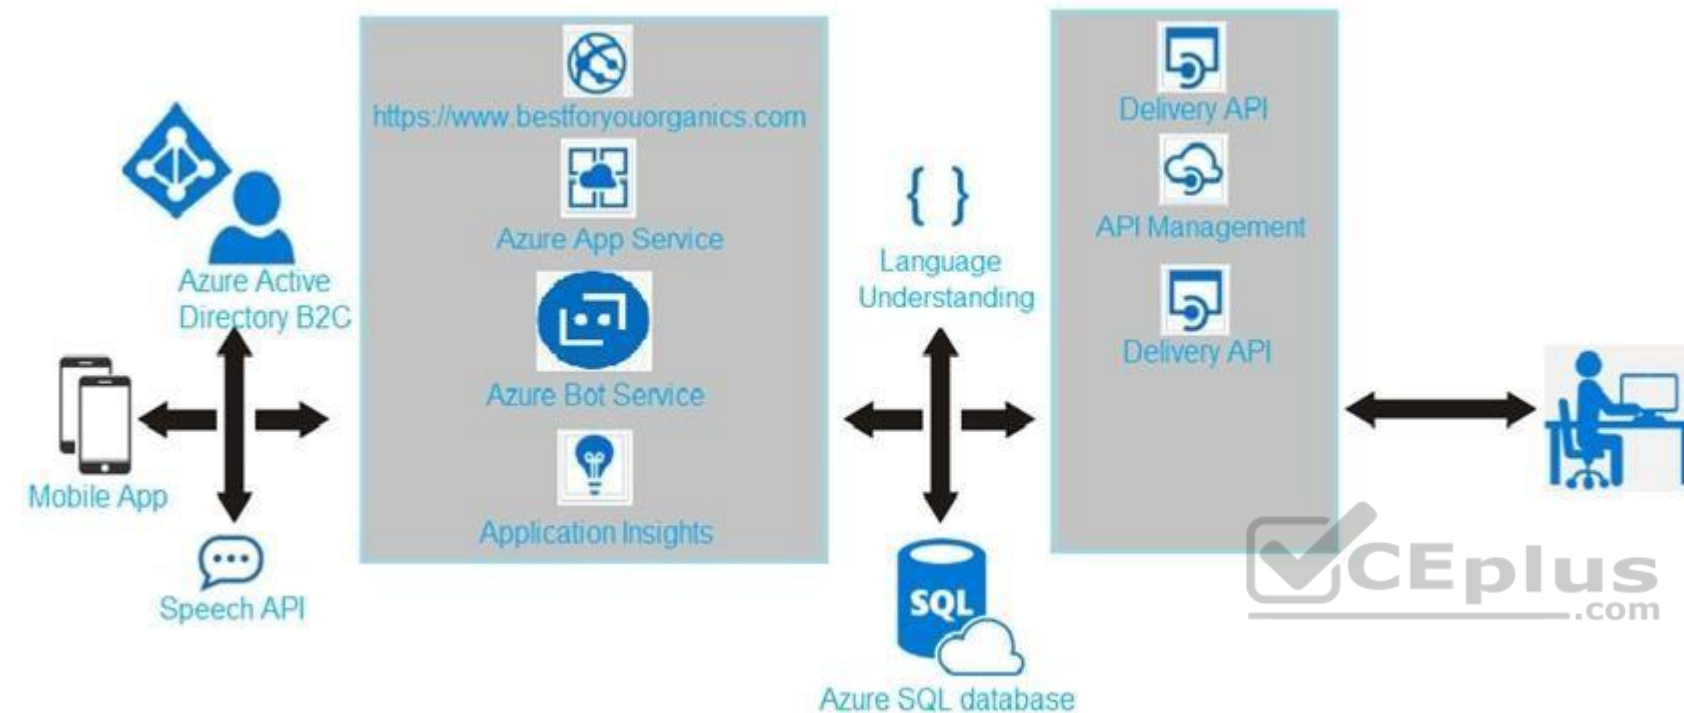 Azure Active
Directory B2C
Mobile App
Speech API
https://www.bestforyouorganics.com
Azure App Service
Azure Bot Service
Application Insights
{ }
Language
Understanding
SQL
Azure SQL database
Delivery API
API Management
Delivery API
CEplus
.com